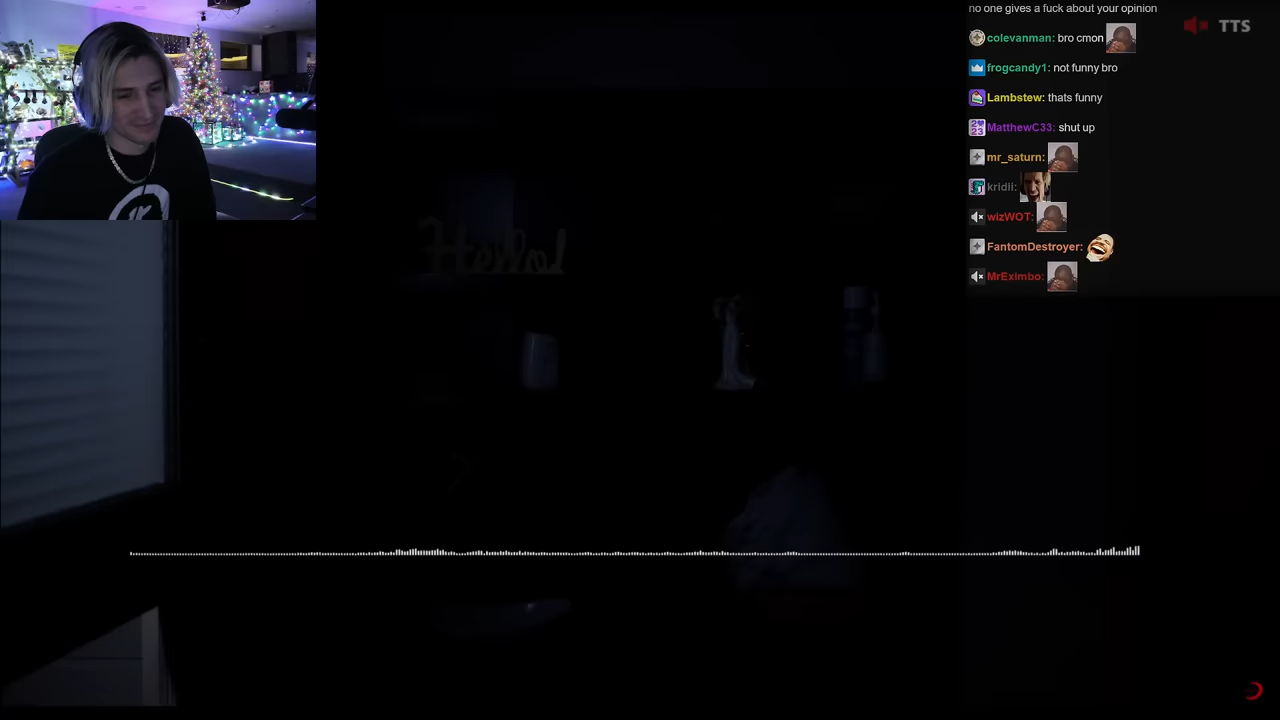 no one gives a fuck about your opinion
TTS
colevanman: bro cmon
frogcandy1: not funny bro
Lambstew: thats funny
MatthewC33: shut up
mr_saturn:
kridii:
wizWOT:
FantomDestroyer:
MrEximbo: